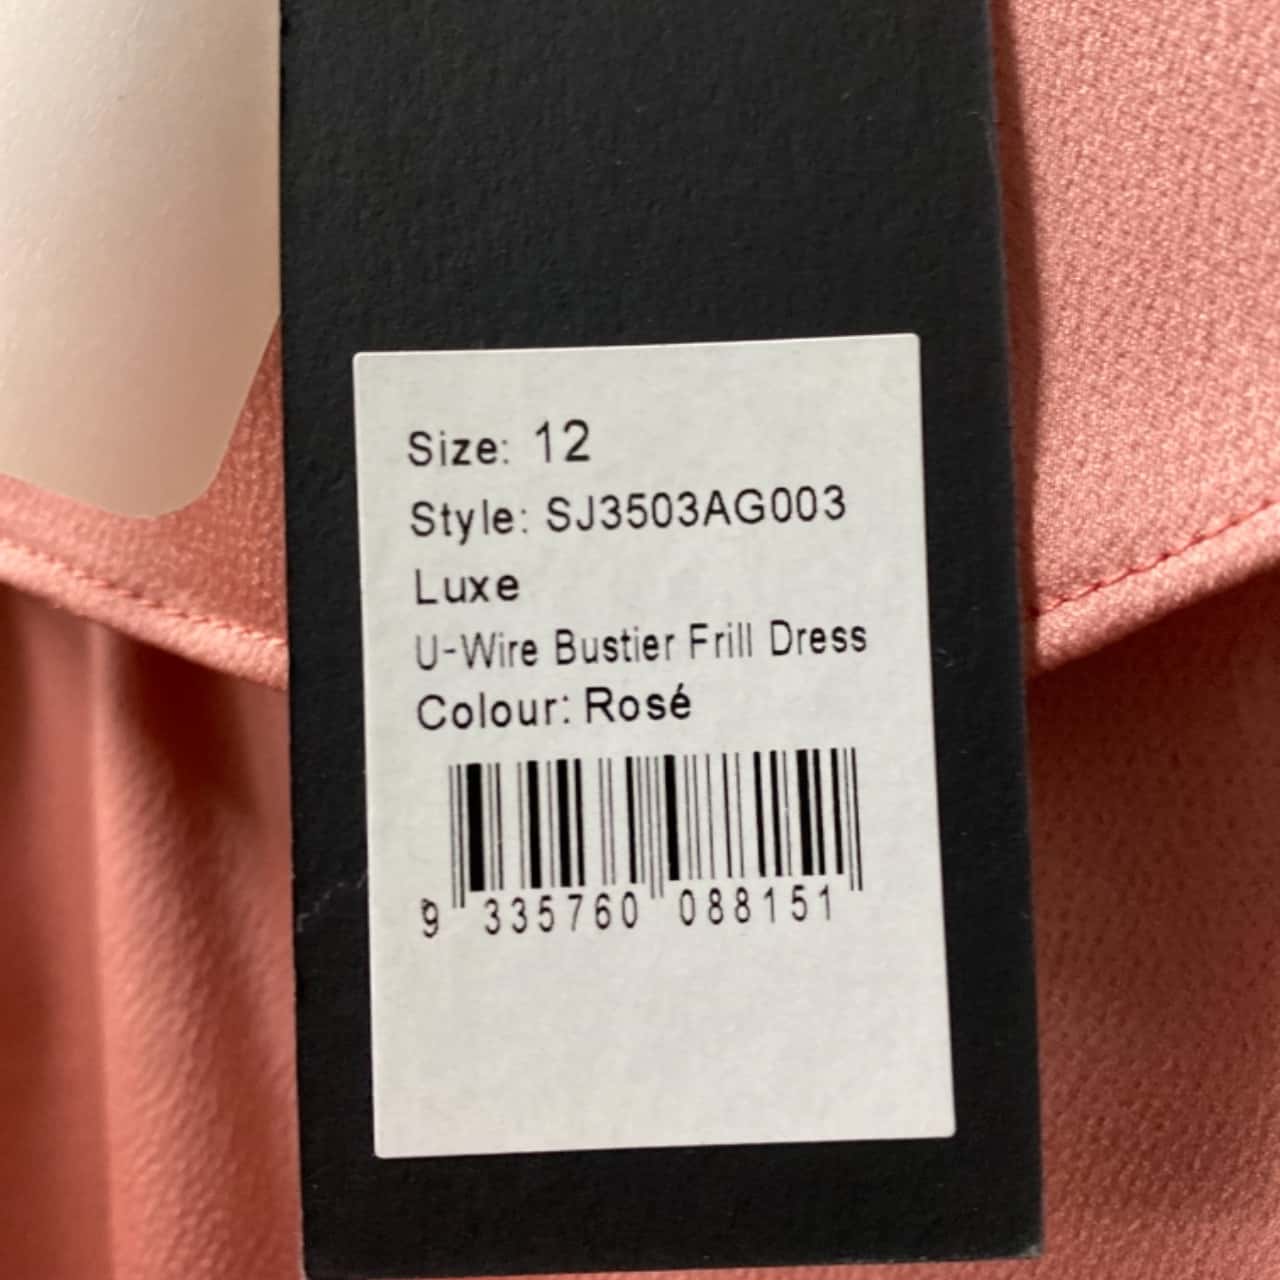 Size: 12
Style: SJ3503AG003
Luxe
U-Wire Bustier Frill Dress
Colour: Rosé
9 335760 088151